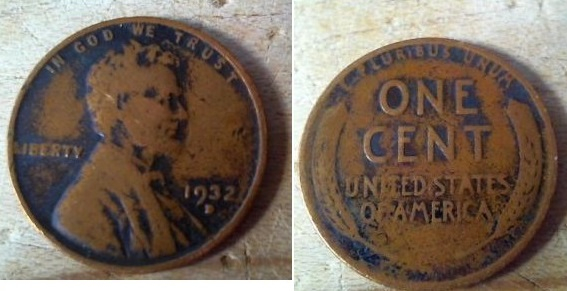 IN GOD WE TRUST
LIBERTY
1932
D
E PLURIBUS UNUM
ONE
CENT
UNITED STATES
OF AMERICA